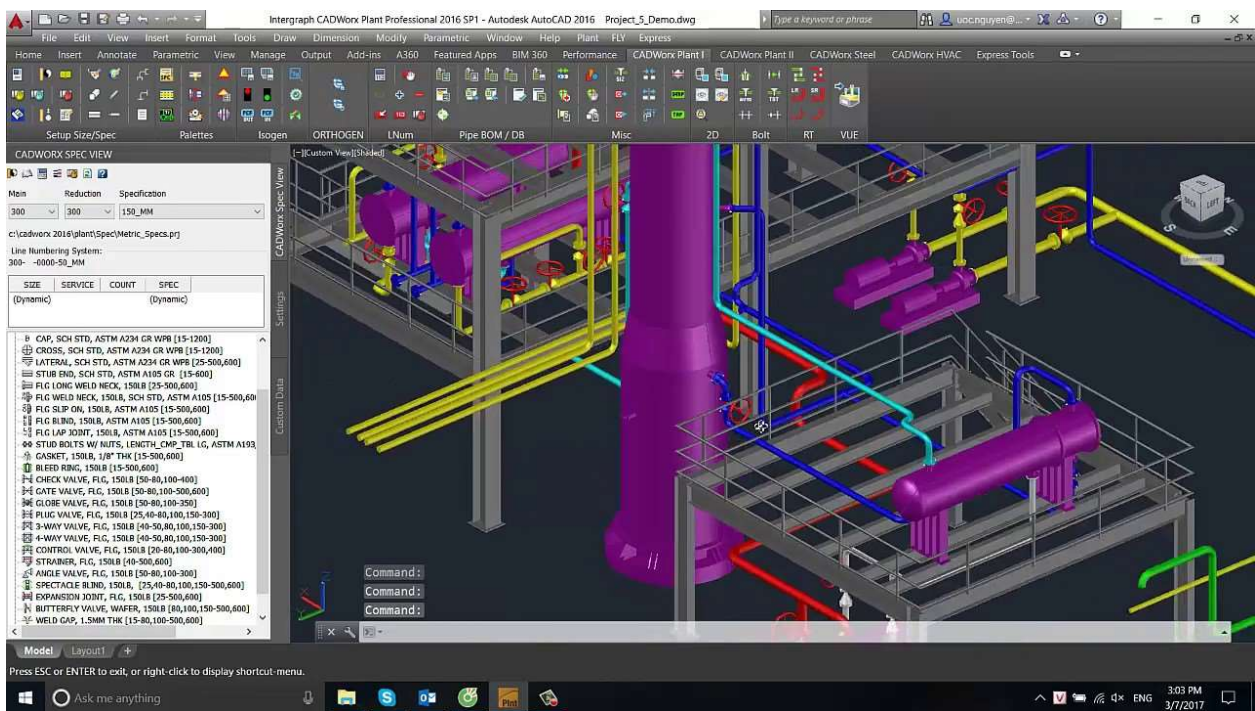 Intergraph CADWorx Plant Professional 2016 SP1 - Autodesk AutoCAD 2016 Project_5_Demo.dwg
Type a keyword or phrase
uoc.nguyen@...
File Edit View Insert Format Tools Draw Dimension Modify Parametric Window Help Plant FLY Express
Home Insert Annotate Parametric View Manage Output Add-ins A360 Featured Apps BIM 360 Performance CADWorx Plant I CADWorx Plant II CADWorx Steel CADWorx HVAC Express Tools
Setup Size/Spec Palettes Isogen ORTHOGEN LNum Pipe BOM / DB Misc 2D Bolt RT VUE
CADWORX SPEC VIEW
[-][Custom View][Shaded]
Main Reduction Specification
300 300 150_MM
c:\cadworx 2016\plant\Spec\Metric_Specs.prj
Line Numbering System:
300- -0000-50_MM
SIZE SERVICE COUNT SPEC
(Dynamic) (Dynamic)
CADWorx Spec View
Settings
Custom Data
CAP, SCH STD, ASTM A234 GR WPB [15-1200]
CROSS, SCH STD, ASTM A234 GR WPB [15-1200]
LATERAL, SCH STD, ASTM A234 GR WPB [25-500,600]
STUB END, SCH STD, ASTM A105 GR [15-600]
FLG LONG WELD NECK, 150LB [25-500,600]
FLG WELD NECK, 150LB, SCH STD, ASTM A105 [15-500,60
FLG SLIP ON, 150LB, ASTM A105 [15-500,600]
FLG BLIND, 150LB, ASTM A105 [15-500,600]
FLG LAP JOINT, 150LB, ASTM A105 [15-500,600]
STUD BOLTS W/ NUTS, LENGTH_CMP_TBL LG, ASTM A193,
GASKET, 150LB, 1/8" THK [15-500,600]
BLEED RING, 150LB [15-500,600]
CHECK VALVE, FLG, 150LB [50-80,100-400]
GATE VALVE, FLG, 150LB [50-80,100-500,600]
GLOBE VALVE, FLG, 150LB [50-80,100-350]
PLUG VALVE, FLG, 150LB [25,40-80,100,150-300]
3-WAY VALVE, FLG, 150LB [40-50,80,100,150-300]
4-WAY VALVE, FLG, 150LB [40-50,80,100,150-300]
CONTROL VALVE, FLG, 150LB [20-80,100-300,400]
STRAINER, FLG, 150LB [40-500,600]
ANGLE VALVE, FLG, 150LB [50-80,100-300]
SPECTACLE BLIND, 150LB, [25,40-80,100,150-500,600]
EXPANSION JOINT, FLG, 150LB [25-500,600]
BUTTERFLY VALVE, WAFER, 150LB [80,100,150-500,600]
WELD GAP, 1.5MM THK [15-80,100-500,600]
BACK LEFT
S
E
Command:
Command:
Command:
Model Layout1
Press ESC or ENTER to exit, or right-click to display shortcut-menu.
Ask me anything
ENG
3:03 PM
3/7/2017